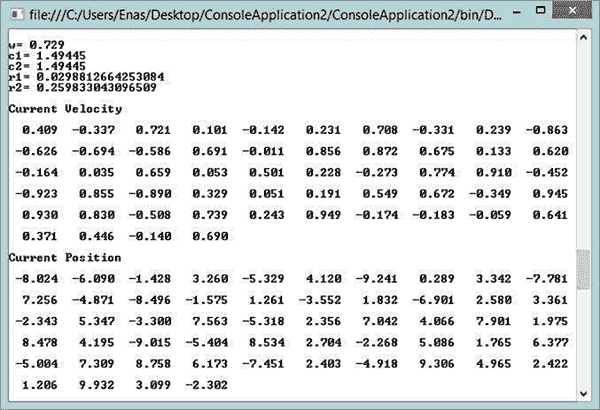 file:///C:/Users/Enas/Desktop/ConsoleApplication2/ConsoleApplication2/bin/D...
w= 0.729
c1= 1.49445
c2= 1.49445
r1= 0.0298812664253084
r2= 0.259833043096509
Current Velocity
0.409 -0.337 0.721 0.101 -0.142 0.231 0.708 -0.331 0.239 -0.863
-0.626 -0.694 -0.586 0.691 -0.011 0.856 0.872 0.675 0.133 0.620
-0.164 0.035 0.659 0.053 0.501 0.228 -0.273 0.774 0.910 -0.452
-0.923 0.855 -0.890 0.329 0.051 0.191 0.549 0.672 -0.349 0.945
0.930 0.830 -0.508 0.739 0.243 0.949 -0.174 -0.183 -0.059 0.641
0.371 0.446 -0.140 0.690
Current Position
-8.024 -6.090 -1.428 3.260 -5.329 4.120 -9.241 0.289 3.342 -7.781
7.256 -4.871 -8.496 -1.575 1.261 -3.552 1.832 -6.901 2.580 3.361
-2.343 5.347 -3.300 7.563 -5.318 2.356 7.042 4.066 7.901 1.975
8.478 4.195 -9.015 -5.404 8.534 2.704 -2.268 5.086 1.765 6.377
-5.004 7.309 8.758 6.173 -7.451 2.403 -4.918 9.306 4.965 2.422
1.206 9.932 3.099 -2.302